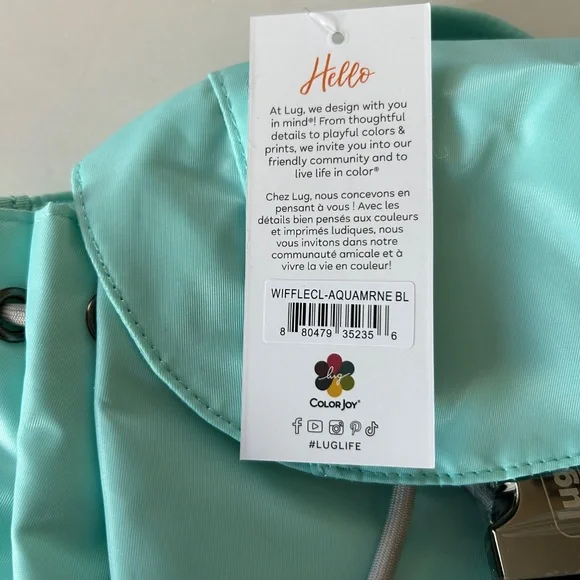 Hello
At Lug, we design with you
in mind®! From thoughtful
details to playful colors &
prints, we invite you into our
friendly community and to
live life in color®
Chez Lug, nous concevons en
pensant à vous ! Avec les
détails bien pensés aux couleurs
et imprimés ludiques, nous
vous invitons dans notre
communauté amicale et à
vivre la vie en couleur!
WIFFLECL-AQUAMRNE BL
8 80479 35235 6
lug
COLOR JOY®
#LUGLIFE
lug